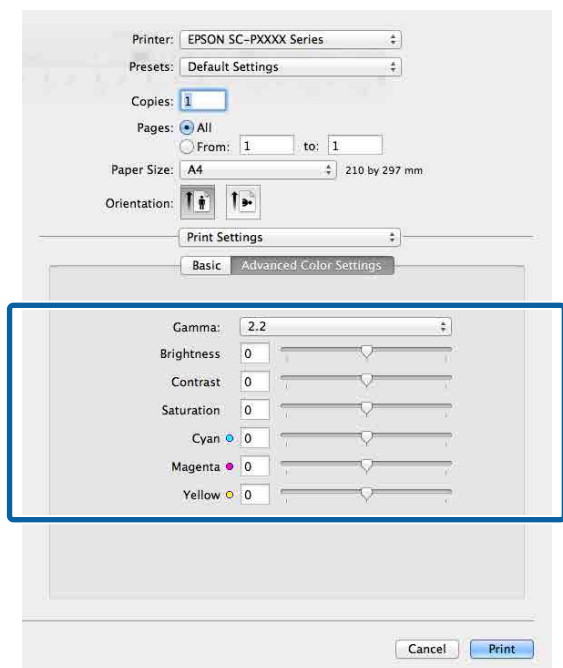 Printer: EPSON SC-PXXXX Series
Presets: Default Settings
Copies: 1
Pages: All
From: 1 to: 1
Paper Size: A4 210 by 297 mm
Orientation:
Print Settings
Basic Advanced Color Settings
Gamma: 2.2
Brightness 0
Contrast 0
Saturation 0
Cyan 0
Magenta 0
Yellow 0
Cancel Print